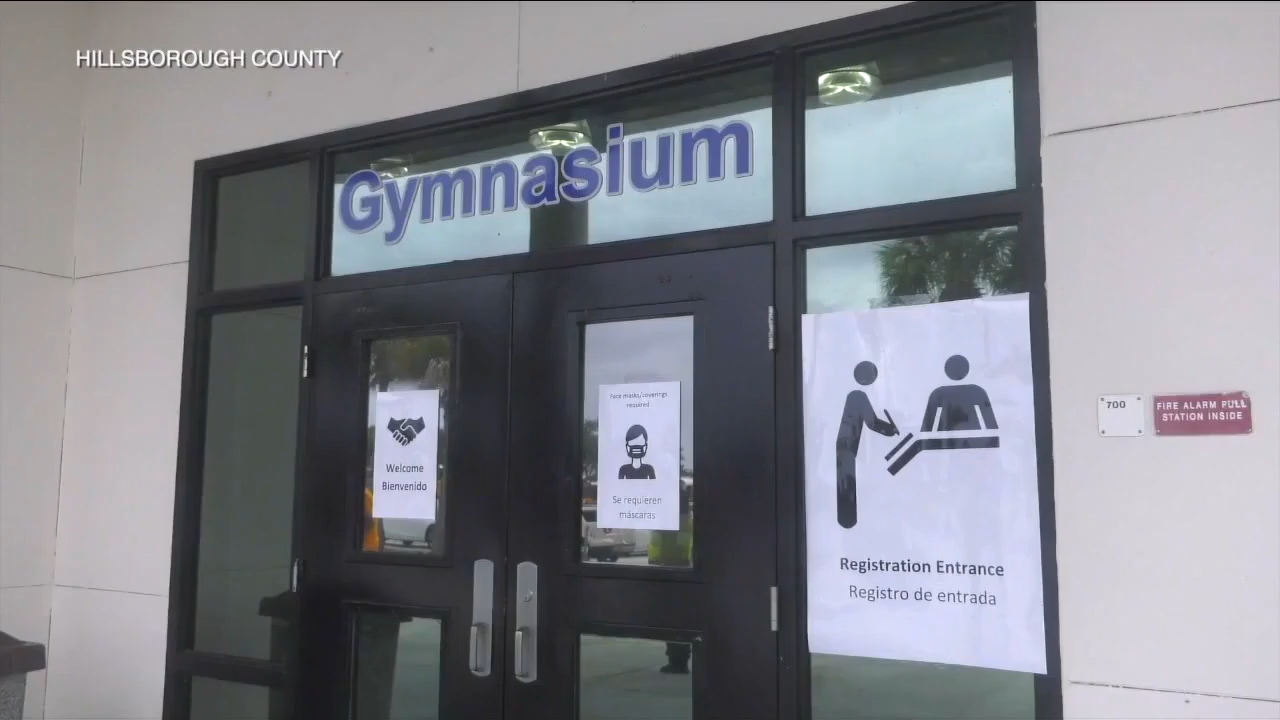 HILLSBOROUGH COUNTY
Gymnasium
Welcome
Bienvenido
Face masks/coverings
required
Se requieren
máscaras
Registration Entrance
Registro de entrada
700
FIRE ALARM PULL
STATION INSIDE